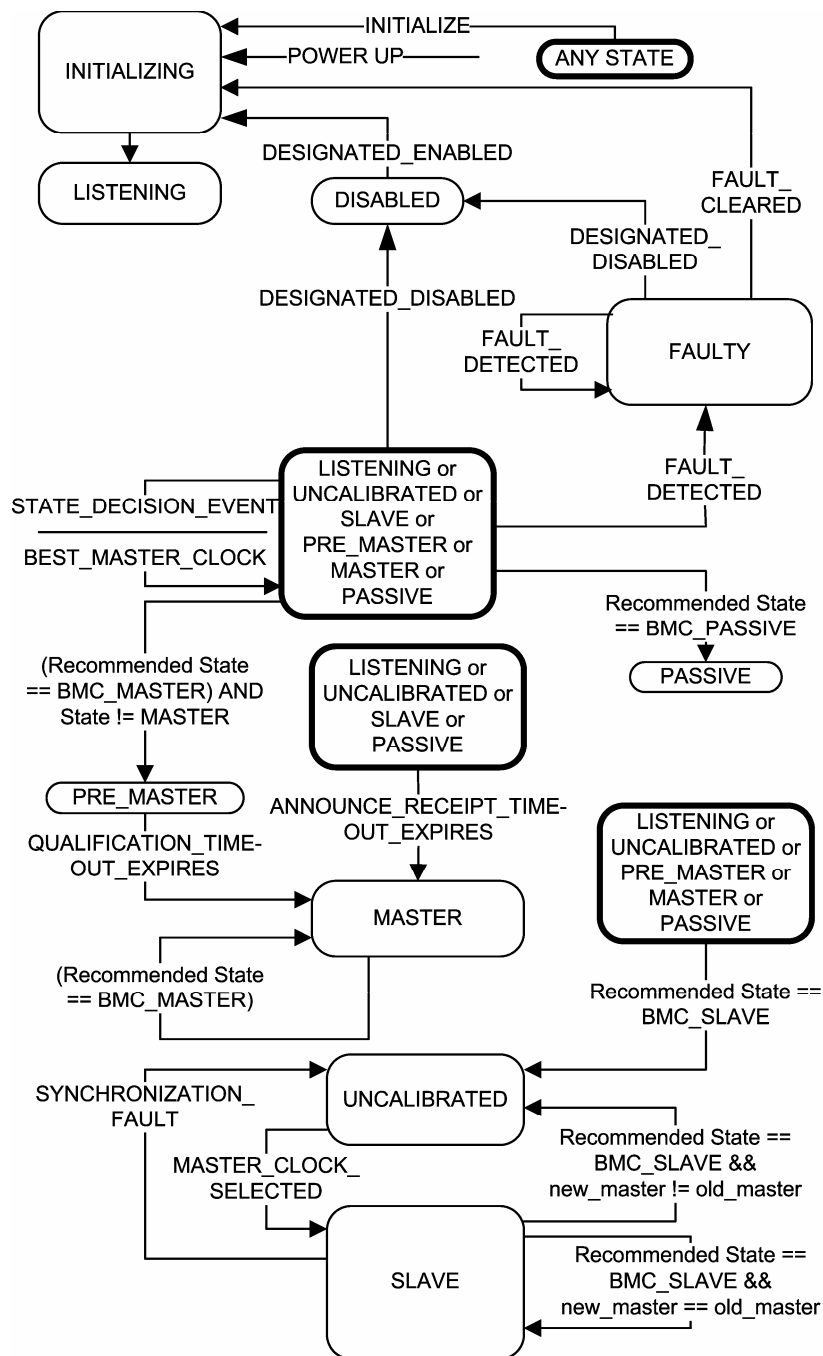 INITIALIZE
POWER UP
ANY STATE
INITIALIZING
DESIGNATED_ENABLED
LISTENING
DISABLED
FAULT_
CLEARED
DESIGNATED_
DISABLED
DESIGNATED_DISABLED
FAULT_
DETECTED
FAULTY
LISTENING or
UNCALIBRATED or
SLAVE or
PRE_MASTER or
MASTER or
PASSIVE
FAULT_
DETECTED
STATE_DECISION_EVENT
BEST_MASTER_CLOCK
Recommended State
== BMC_PASSIVE
PASSIVE
(Recommended State
== BMC_MASTER) AND
State != MASTER
LISTENING or
UNCALIBRATED or
SLAVE or
PASSIVE
PRE_MASTER
ANNOUNCE_RECEIPT_TIME-
OUT_EXPIRES
QUALIFICATION_TIME-
OUT_EXPIRES
LISTENING or
UNCALIBRATED or
PRE_MASTER or
MASTER or
PASSIVE
MASTER
(Recommended State
== BMC_MASTER)
Recommended State ==
BMC_SLAVE
SYNCHRONIZATION_
FAULT
UNCALIBRATED
MASTER_CLOCK_
SELECTED
Recommended State ==
BMC_SLAVE &&
new_master != old_master
SLAVE
Recommended State ==
BMC_SLAVE &&
new_master == old_master